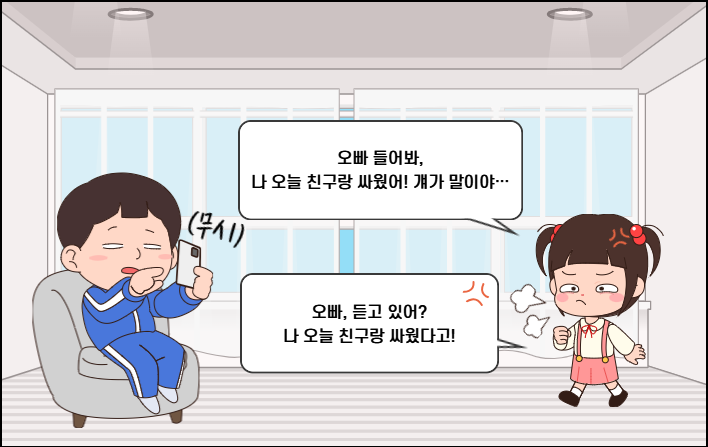 오빠 들어봐,
나 오늘 친구랑 싸웠어! 걔가 말이야…
(무시)
오빠, 듣고 있어?
나 오늘 친구랑 싸웠다고!